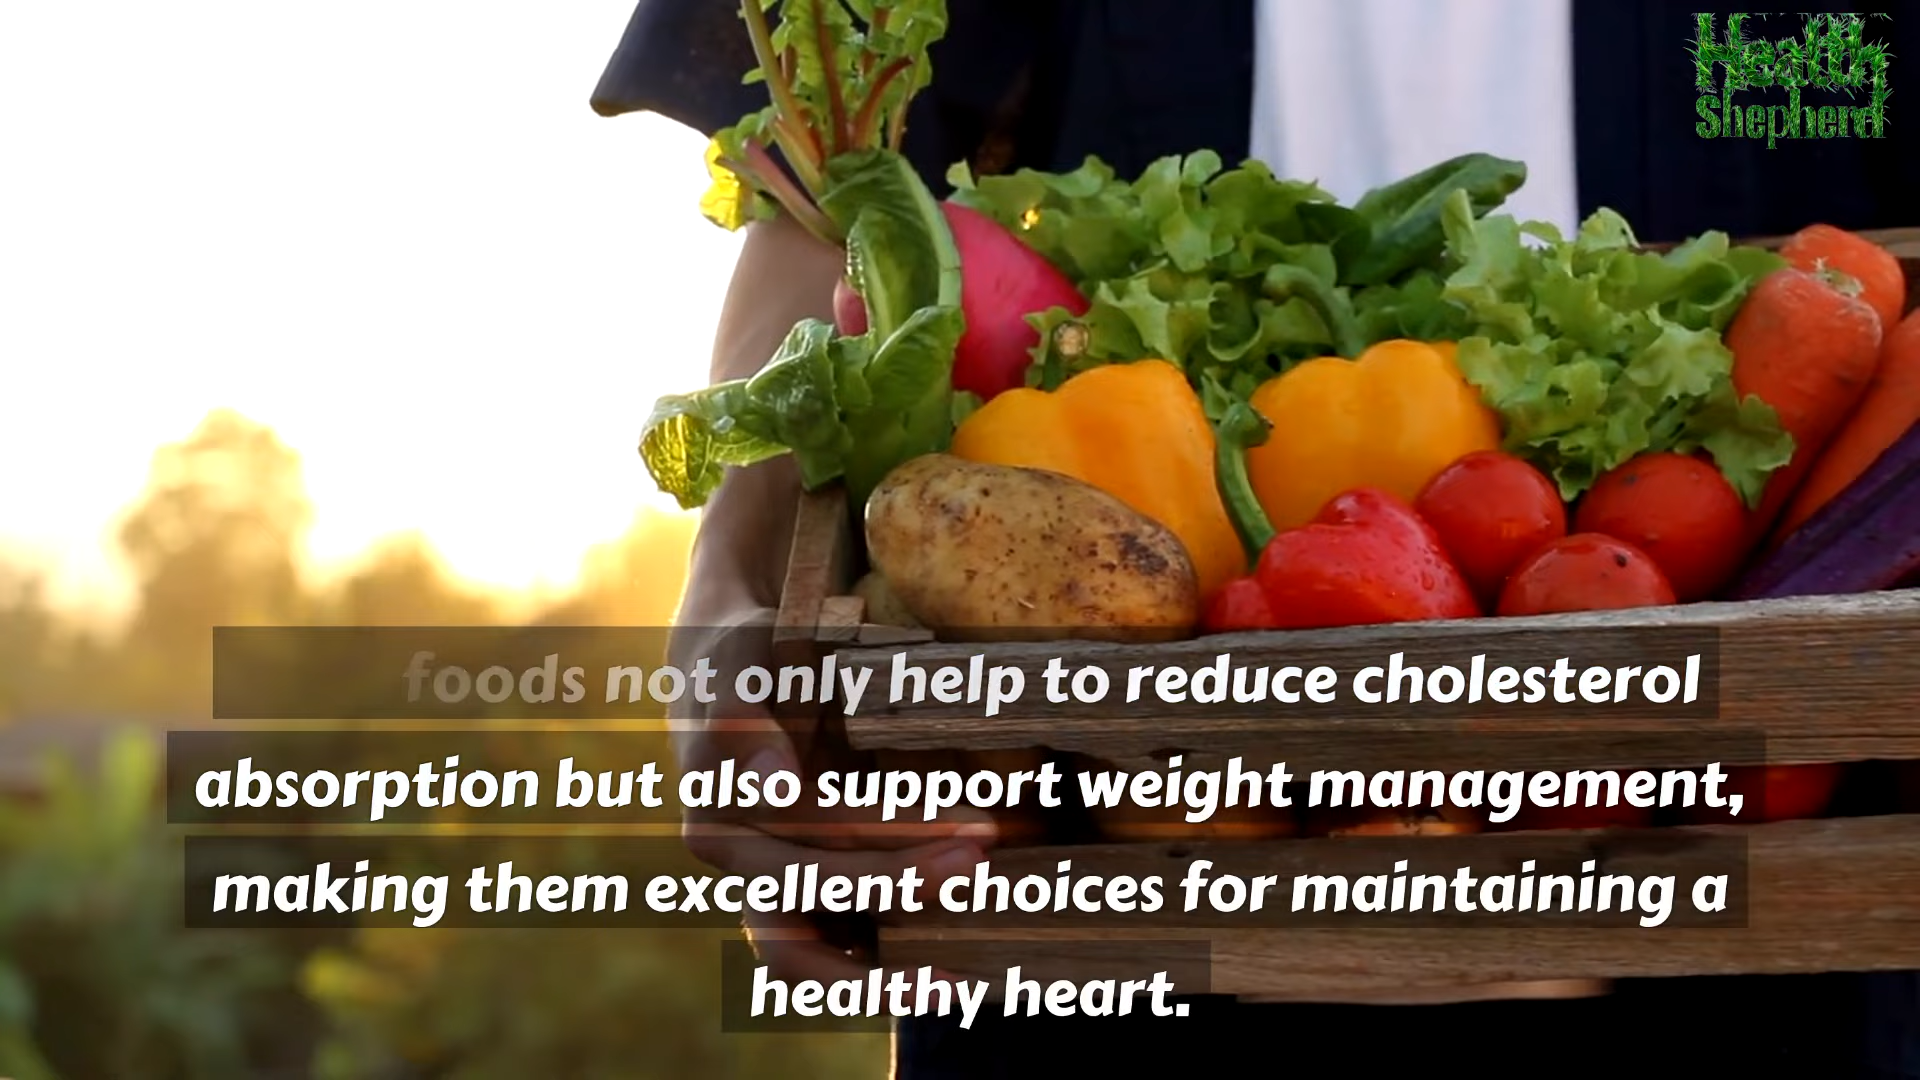 Health
Shepherd
foods not only help to reduce cholesterol
absorption but also support weight management,
making them excellent choices for maintaining a
healthy heart.